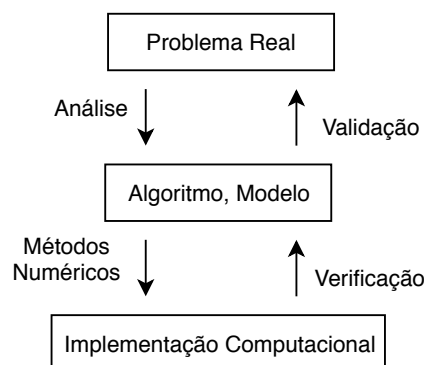 Problema Real
Análise
Validação
Algoritmo, Modelo
Métodos
Numéricos
Verificação
Implementação Computacional